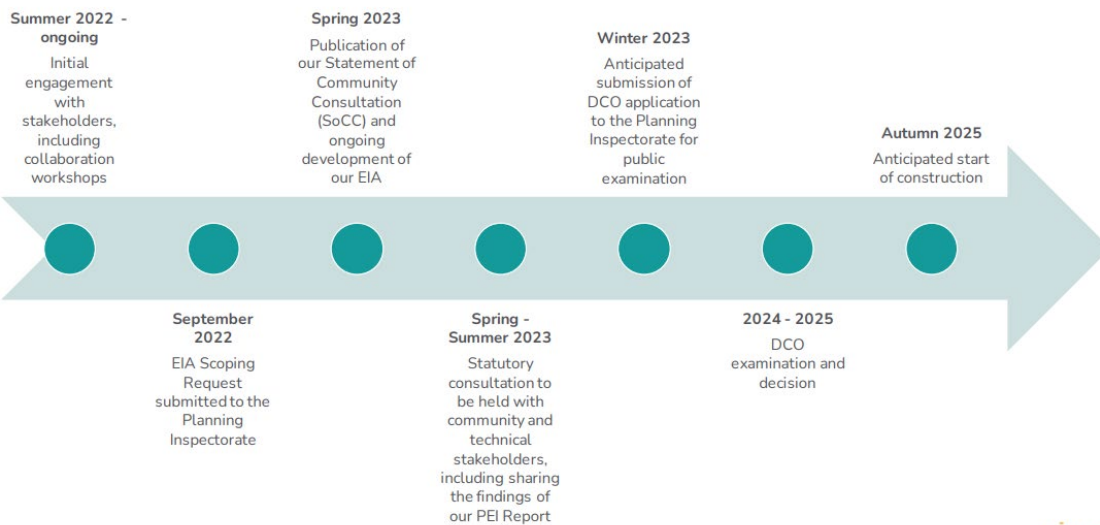 Summer 2022 -
ongoing
Initial
engagement
with
stakeholders,
including
collaboration
workshops
September
2022
EIA Scoping
Request
submitted to the
Planning
Inspectorate
Spring 2023
Publication of
our Statement of
Community
Consultation
(SoCC) and
ongoing
development of
our EIA
Spring -
Summer 2023
Statutory
consultation to
be held with
community and
technical
stakeholders,
including sharing
the findings of
our PEI Report
Winter 2023
Anticipated
submission of
DCO application
to the Planning
Inspectorate for
public
examination
2024 - 2025
DCO
examination and
decision
Autumn 2025
Anticipated start
of construction